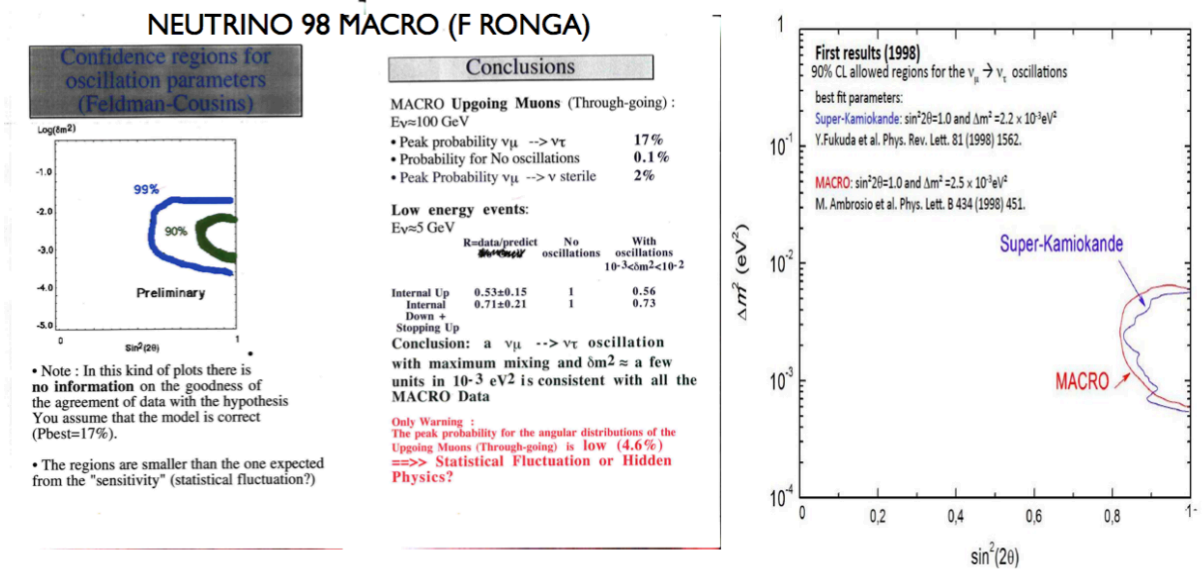 NEUTRINO 98 MACRO (F RONGA)
Confidence regions for
oscillation parameters
(Feldman-Cousins)
Log(δm2)
-1.0
-2.0
-3.0
-4.0
-5.0
99%
90%
Preliminary
0
1
Sin²(2θ)
• Note : In this kind of plots there is
no information on the goodness of
the agreement of data with the hypothesis
You assume that the model is correct
(Pbest=17%).
• The regions are smaller than the one expected
from the "sensitivity" (statistical fluctuation?)
Conclusions
MACRO Upgoing Muons (Through-going) :
Eν≈100 GeV
• Peak probability νμ --> ντ 17%
• Probability for No oscillations 0.1%
• Peak Probability νμ --> ν sterile 2%
Low energy events:
Eν≈5 GeV
R=data/predict No With
oscillations oscillations
10-3<δm2<10-2
Internal Up 0.53±0.15 1 0.56
Internal 0.71±0.21 1 0.73
Down +
Stopping Up
Conclusion: a νμ --> ντ oscillation
with maximum mixing and δm2 ≈ a few
units in 10-3 eV2 is consistent with all the
MACRO Data
Only Warning :
The peak probability for the angular distributions of the
Upgoing Muons (Through-going) is low (4.6%)
==>> Statistical Fluctuation or Hidden
Physics?
First results (1998)
90% CL allowed regions for the νμ → ντ oscillations
best fit parameters:
Super-Kamiokande: sin²2θ=1.0 and Δm² =2.2 x 10⁻³eV²
Y.Fukuda et al. Phys. Rev. Lett. 81 (1998) 1562.
MACRO: sin²2θ=1.0 and Δm² =2.5 x 10⁻³eV²
M. Ambrosio et al. Phys. Lett. B 434 (1998) 451.
Super-Kamiokande
MACRO
Δm² (eV²)
1
10⁻¹
10⁻²
10⁻³
10⁻⁴
0
0,2
0,4
0,6
0,8
1
sin²(2θ)